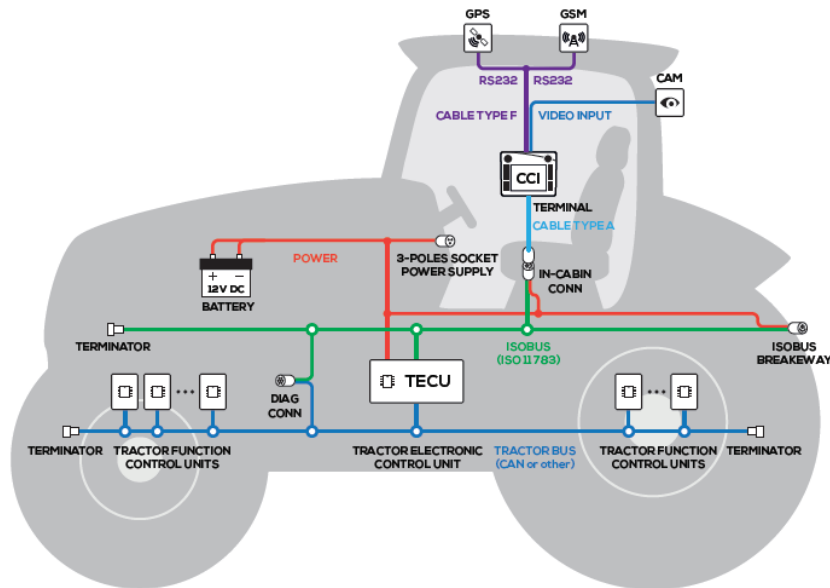 GPS
GSM
RS232
RS232
CAM
CABLE TYPE F
VIDEO INPUT
CCI
TERMINAL
CABLE TYPE A
POWER
3-POLES SOCKET
POWER SUPPLY
+ −
12V DC
BATTERY
IN-CABIN
CONN
TERMINATOR
ISOBUS
(ISO11783)
ISOBUS
BREAKEWAY
DIAG
CONN
TECU
TERMINATOR
TRACTOR FUNCTION
CONTROL UNITS
TRACTOR ELECTRONIC
CONTROL UNIT
TRACTOR BUS
(CAN or other)
TRACTOR FUNCTION
CONTROL UNITS
TERMINATOR